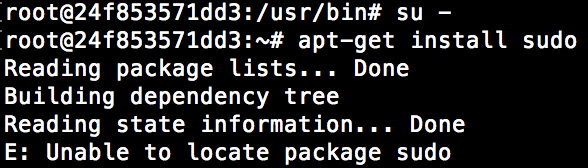 root@24f853571dd3:/usr/bin# su -
root@24f853571dd3:~# apt-get install sudo
Reading package lists... Done
Building dependency tree
Reading state information... Done
E: Unable to locate package sudo